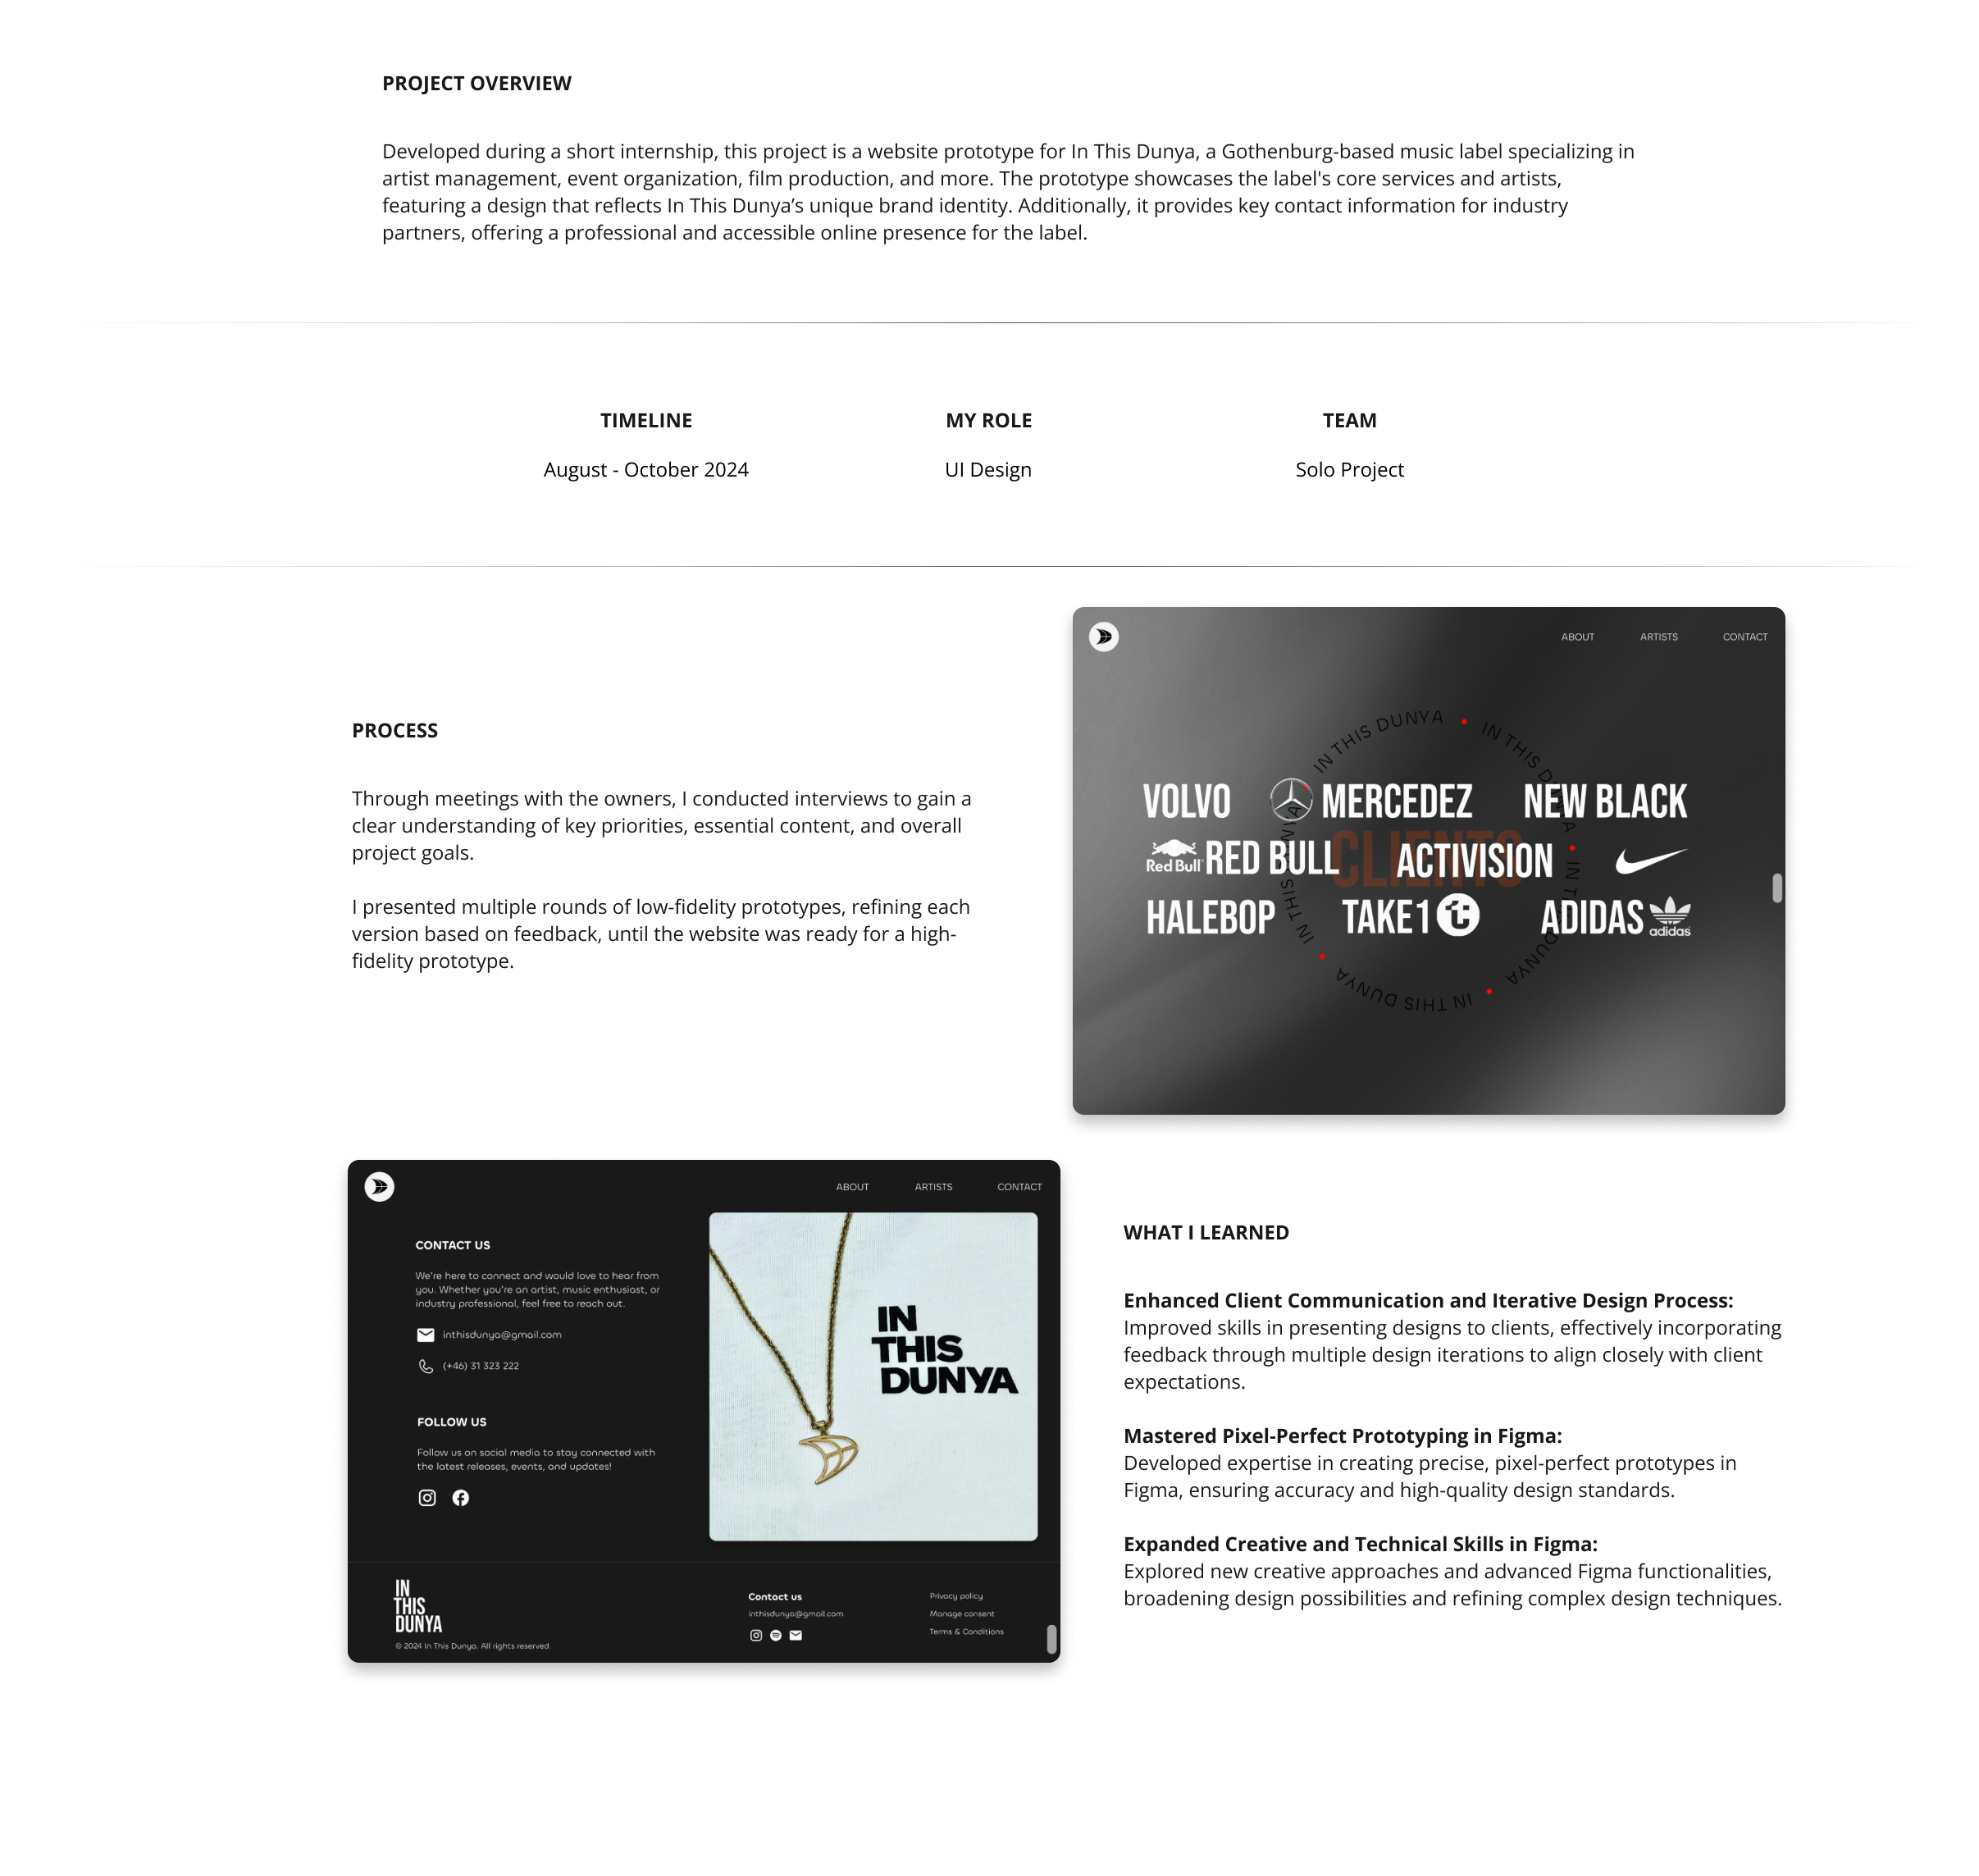 PROJECT OVERVIEW
Developed during a short internship, this project is a website prototype for In This Dunya, a Gothenburg-based music label specializing in
artist management, event organization, film production, and more. The prototype showcases the label's core services and artists,
featuring a design that reflects In This Dunya’s unique brand identity. Additionally, it provides key contact information for industry
partners, offering a professional and accessible online presence for the label.
TIMELINE
August - October 2024
MY ROLE
UI Design
TEAM
Solo Project
PROCESS
Through meetings with the owners, I conducted interviews to gain a
clear understanding of key priorities, essential content, and overall
project goals.
I presented multiple rounds of low-fidelity prototypes, refining each
version based on feedback, until the website was ready for a high-
fidelity prototype.
ABOUT ARTISTS CONTACT
IN THIS DUNYA • IN THIS DUNYA • IN THIS DUNYA • IN THIS DUNYA • IN THIS DUNYA •
CLIENTS
VOLVO MERCEDEZ NEW BLACK
Red Bull RED BULL ACTIVISION
HALEBOP TAKE1 t ADIDAS adidas
ABOUT ARTISTS CONTACT
CONTACT US
We’re here to connect and would love to hear from
you. Whether you’re an artist, music enthusiast, or
industry professional, feel free to reach out.
inthisdunya@gmail.com
(+46) 31 323 222
FOLLOW US
Follow us on social media to stay connected with
the latest releases, events, and updates!
IN
THIS
DUNYA
IN
THIS
DUNYA
© 2024 In This Dunya. All rights reserved.
Contact us
inthisdunya@gmail.com
Privacy policy
Manage consent
Terms & Conditions
WHAT I LEARNED
Enhanced Client Communication and Iterative Design Process:
Improved skills in presenting designs to clients, effectively incorporating
feedback through multiple design iterations to align closely with client
expectations.
Mastered Pixel-Perfect Prototyping in Figma:
Developed expertise in creating precise, pixel-perfect prototypes in
Figma, ensuring accuracy and high-quality design standards.
Expanded Creative and Technical Skills in Figma:
Explored new creative approaches and advanced Figma functionalities,
broadening design possibilities and refining complex design techniques.